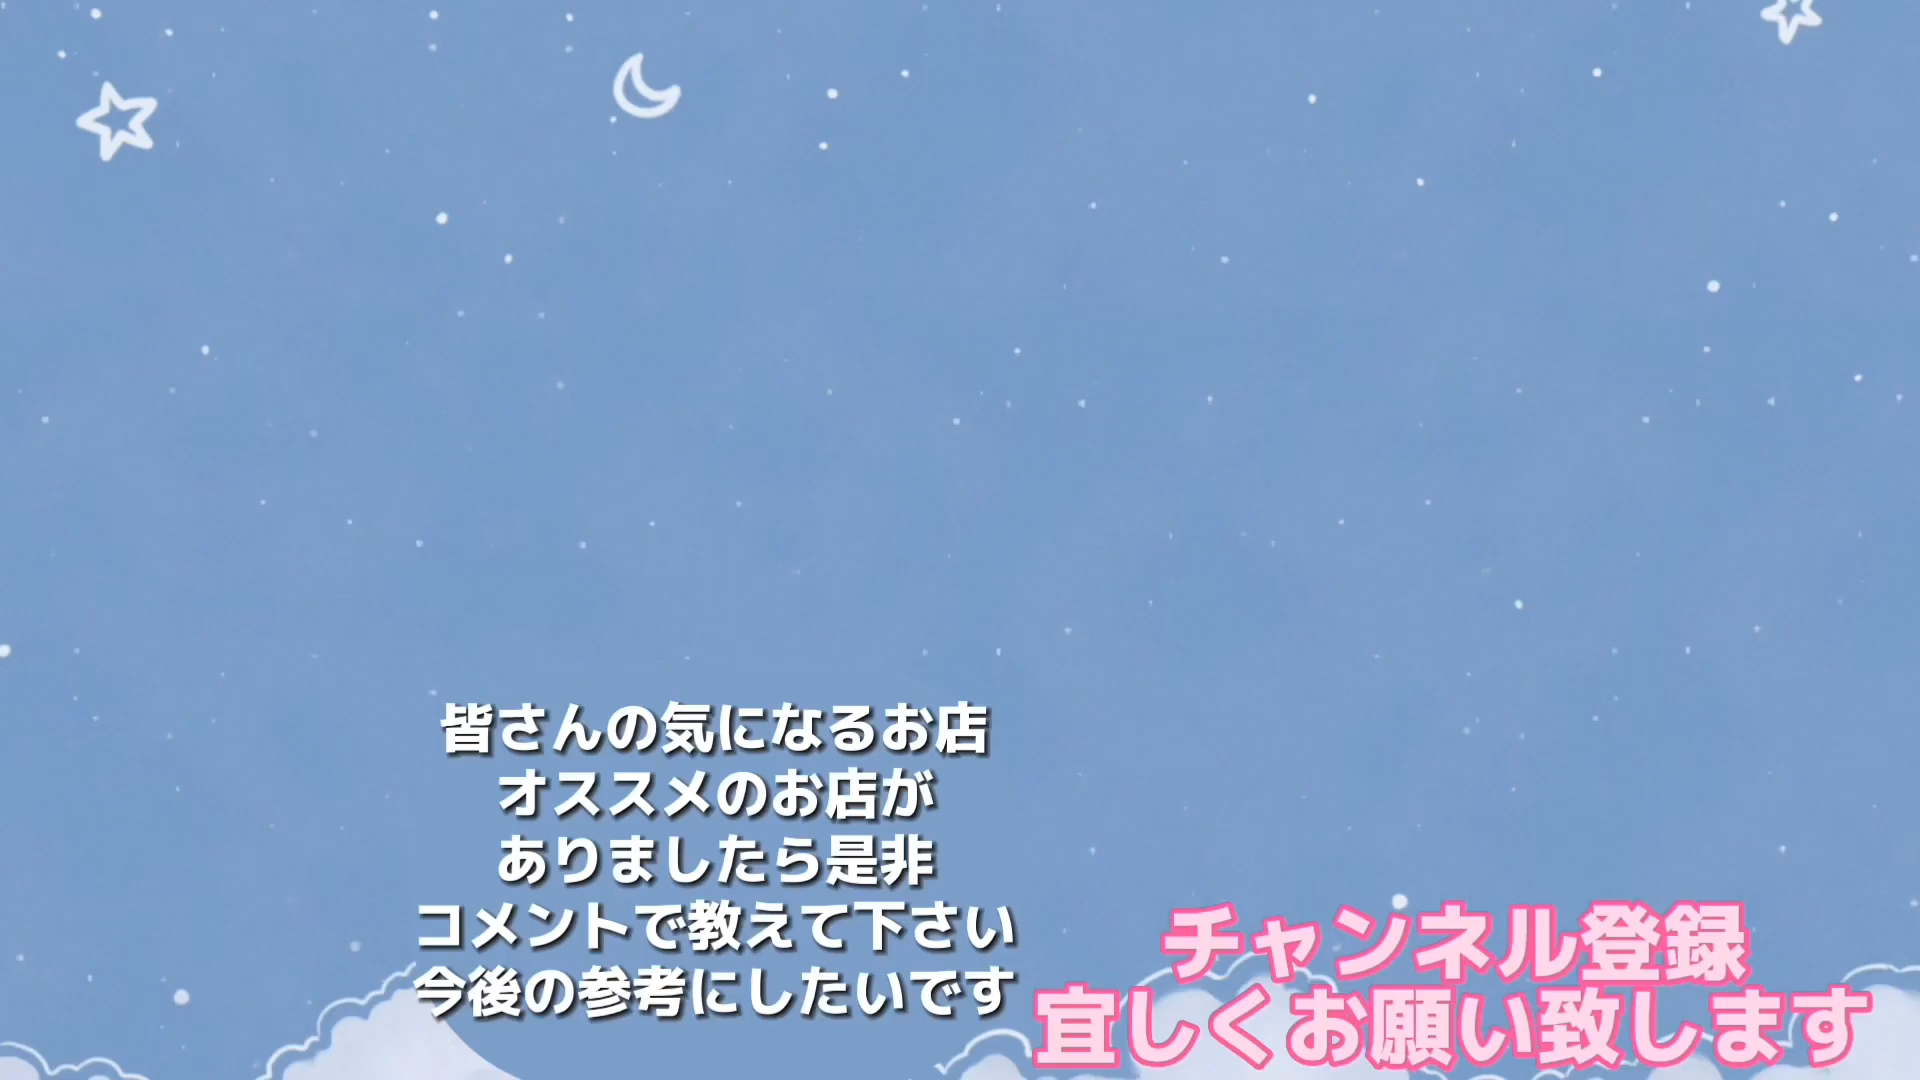 皆さんの気になるお店
オススメのお店が
ありましたら是非
コメントで教えて下さい
今後の参考にしたいです
チャンネル登録
宜しくお願い致します